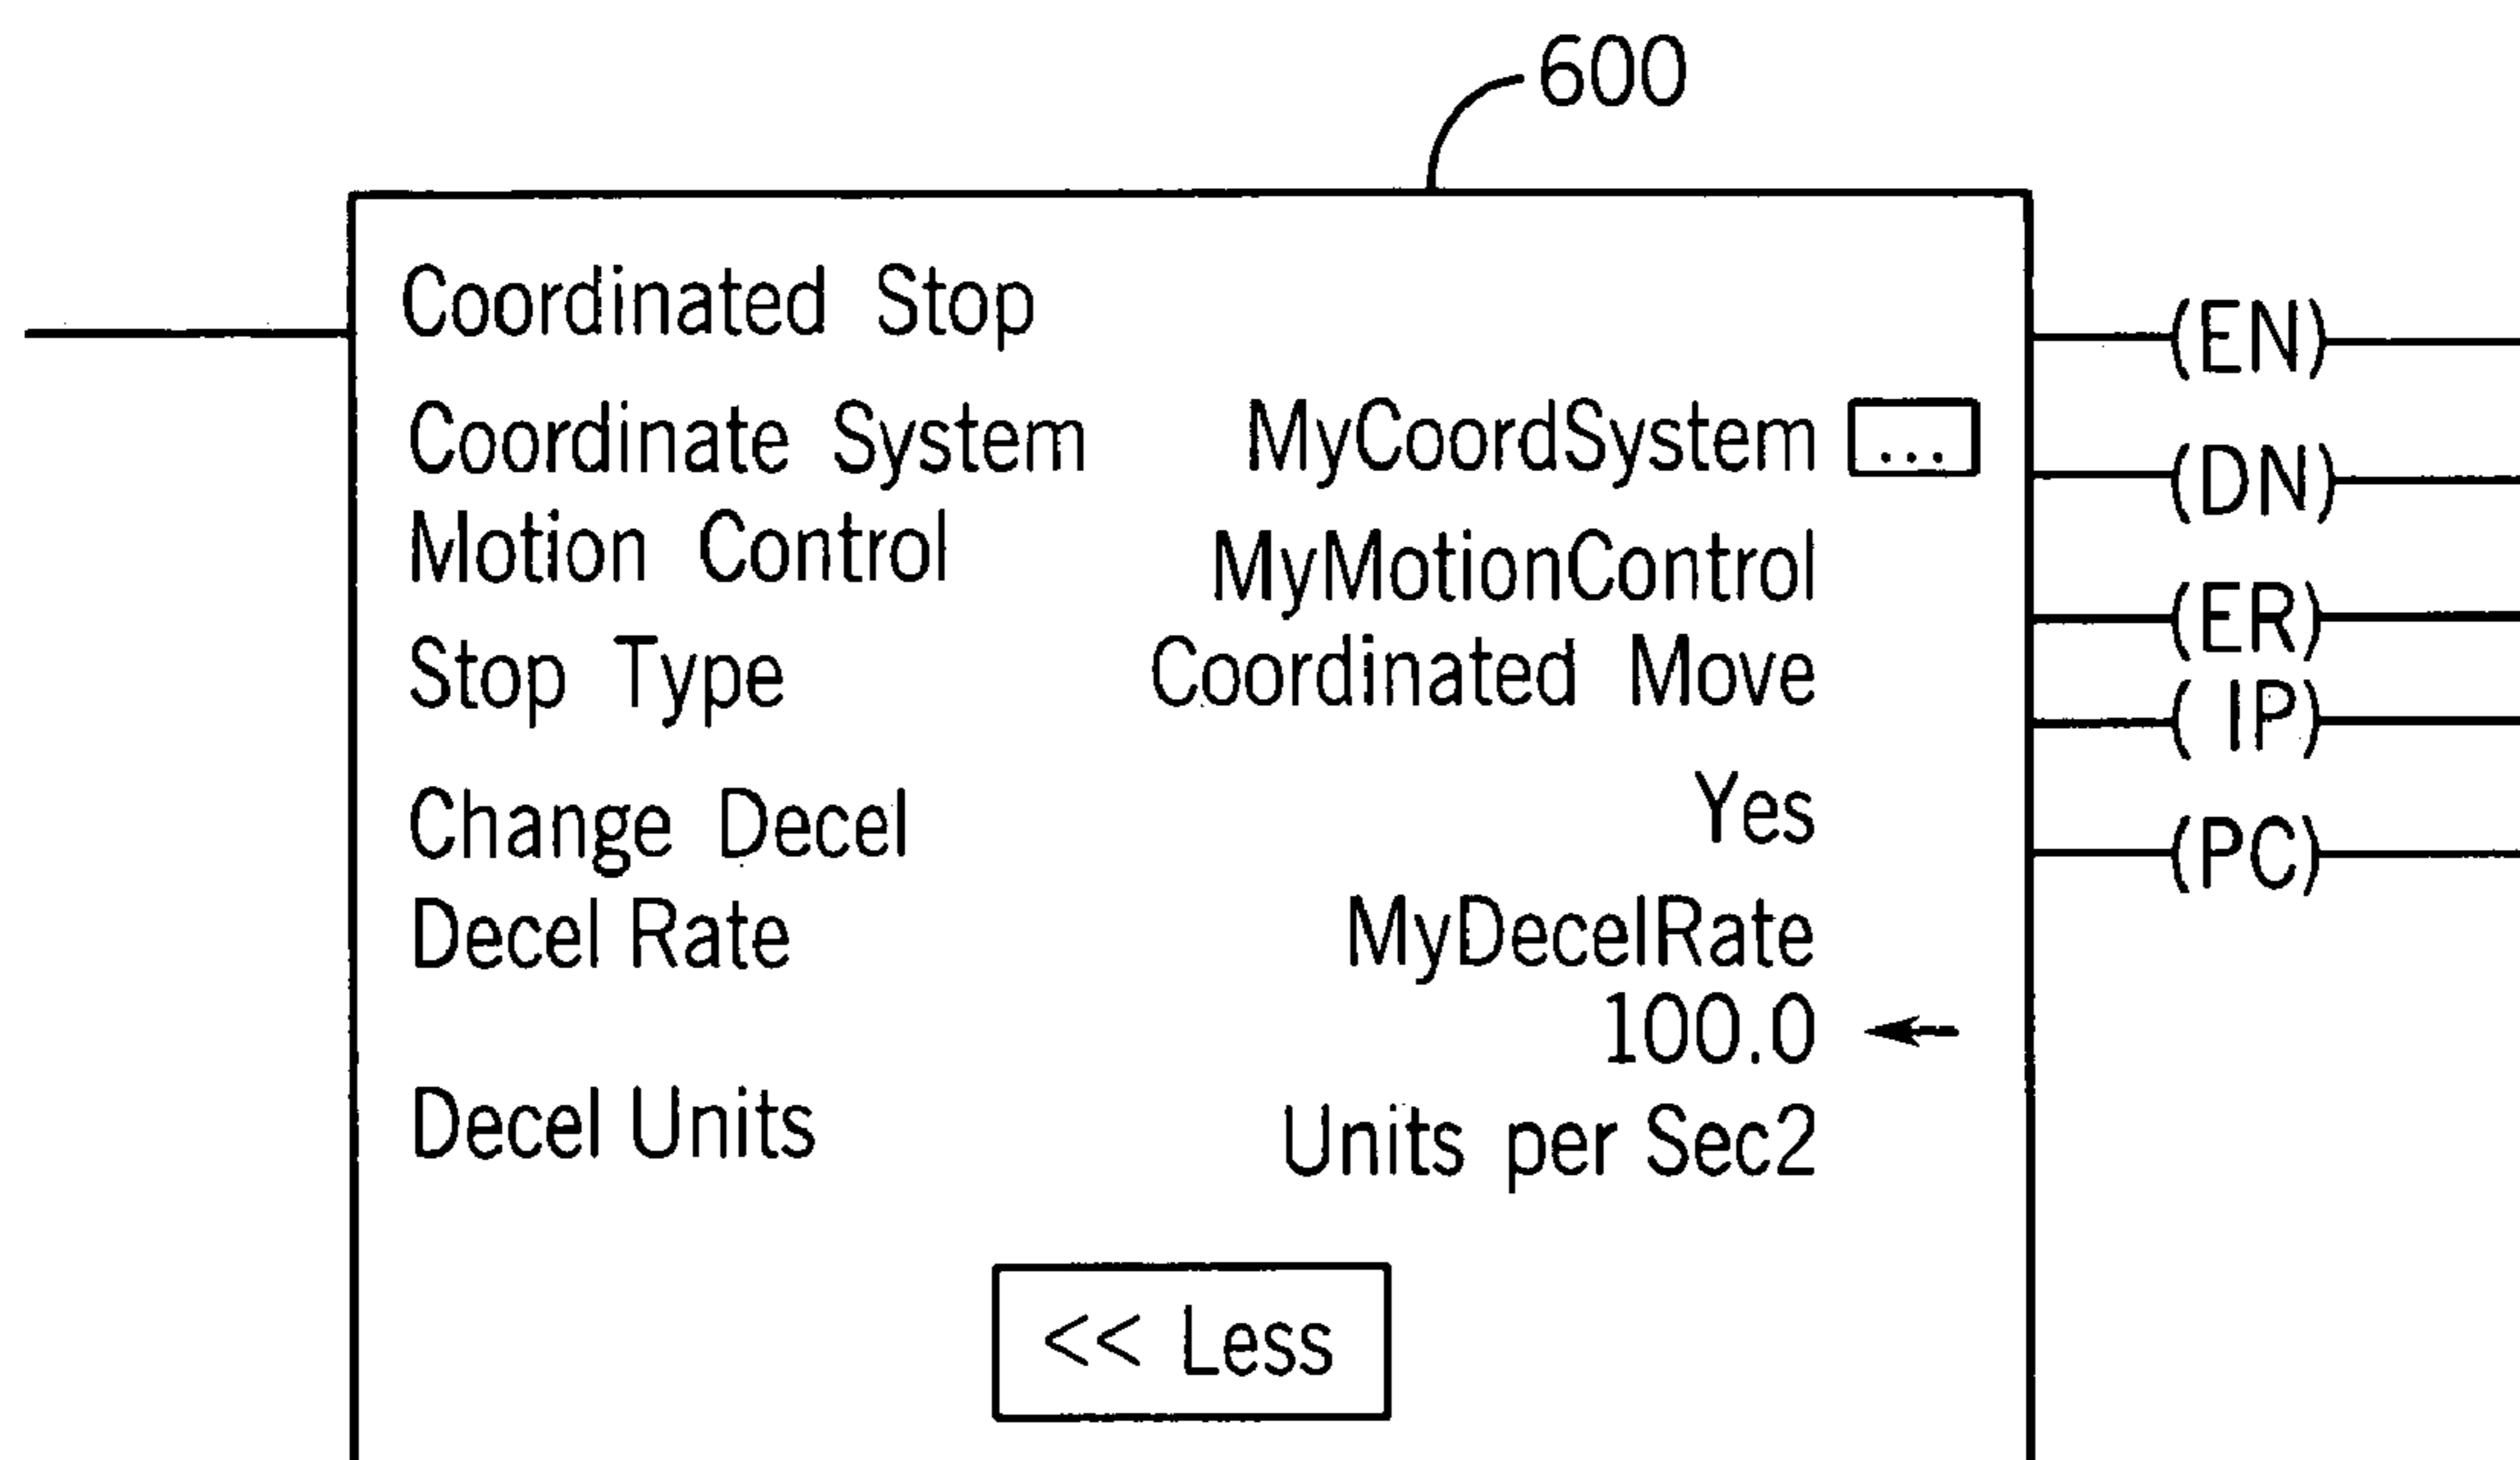 600
Coordinated Stop
(EN)
Coordinate System MyCoordSystem ...
(DN)
Motion Control MyMotionControl
(ER)
Stop Type Coordinated Move
( IP)
Change Decel Yes
(PC)
Decel Rate MyDecelRate
100.0
Decel Units Units per Sec2
<< Less